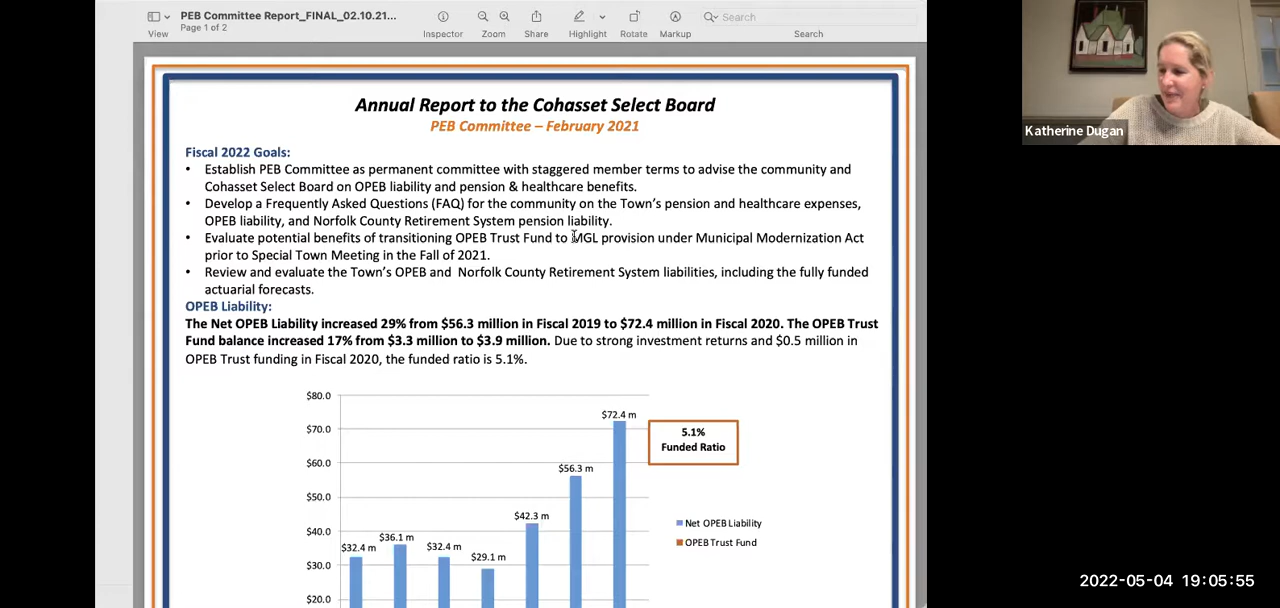 PEB Committee Report_FINAL_02.10.21...
Page 1 of 2
View
Inspector
Zoom
Share
Highlight
Rotate
Markup
Search
Search
Annual Report to the Cohasset Select Board
PEB Committee – February 2021
Fiscal 2022 Goals:
• Establish PEB Committee as permanent committee with staggered member terms to advise the community and
Cohasset Select Board on OPEB liability and pension & healthcare benefits.
• Develop a Frequently Asked Questions (FAQ) for the community on the Town's pension and healthcare expenses,
OPEB liability, and Norfolk County Retirement System pension liability.
• Evaluate potential benefits of transitioning OPEB Trust Fund to MGL provision under Municipal Modernization Act
prior to Special Town Meeting in the Fall of 2021.
• Review and evaluate the Town's OPEB and Norfolk County Retirement System liabilities, including the fully funded
actuarial forecasts.
OPEB Liability:
The Net OPEB Liability increased 29% from $56.3 million in Fiscal 2019 to $72.4 million in Fiscal 2020. The OPEB Trust
Fund balance increased 17% from $3.3 million to $3.9 million. Due to strong investment returns and $0.5 million in
OPEB Trust funding in Fiscal 2020, the funded ratio is 5.1%.
$80.0
$70.0
$60.0
$50.0
$40.0
$30.0
$20.0
$32.4 m
$36.1 m
$32.4 m
$29.1 m
$42.3 m
$56.3 m
$72.4 m
5.1%
Funded Ratio
Net OPEB Liability
OPEB Trust Fund
Katherine Dugan
2022-05-04 19:05:55